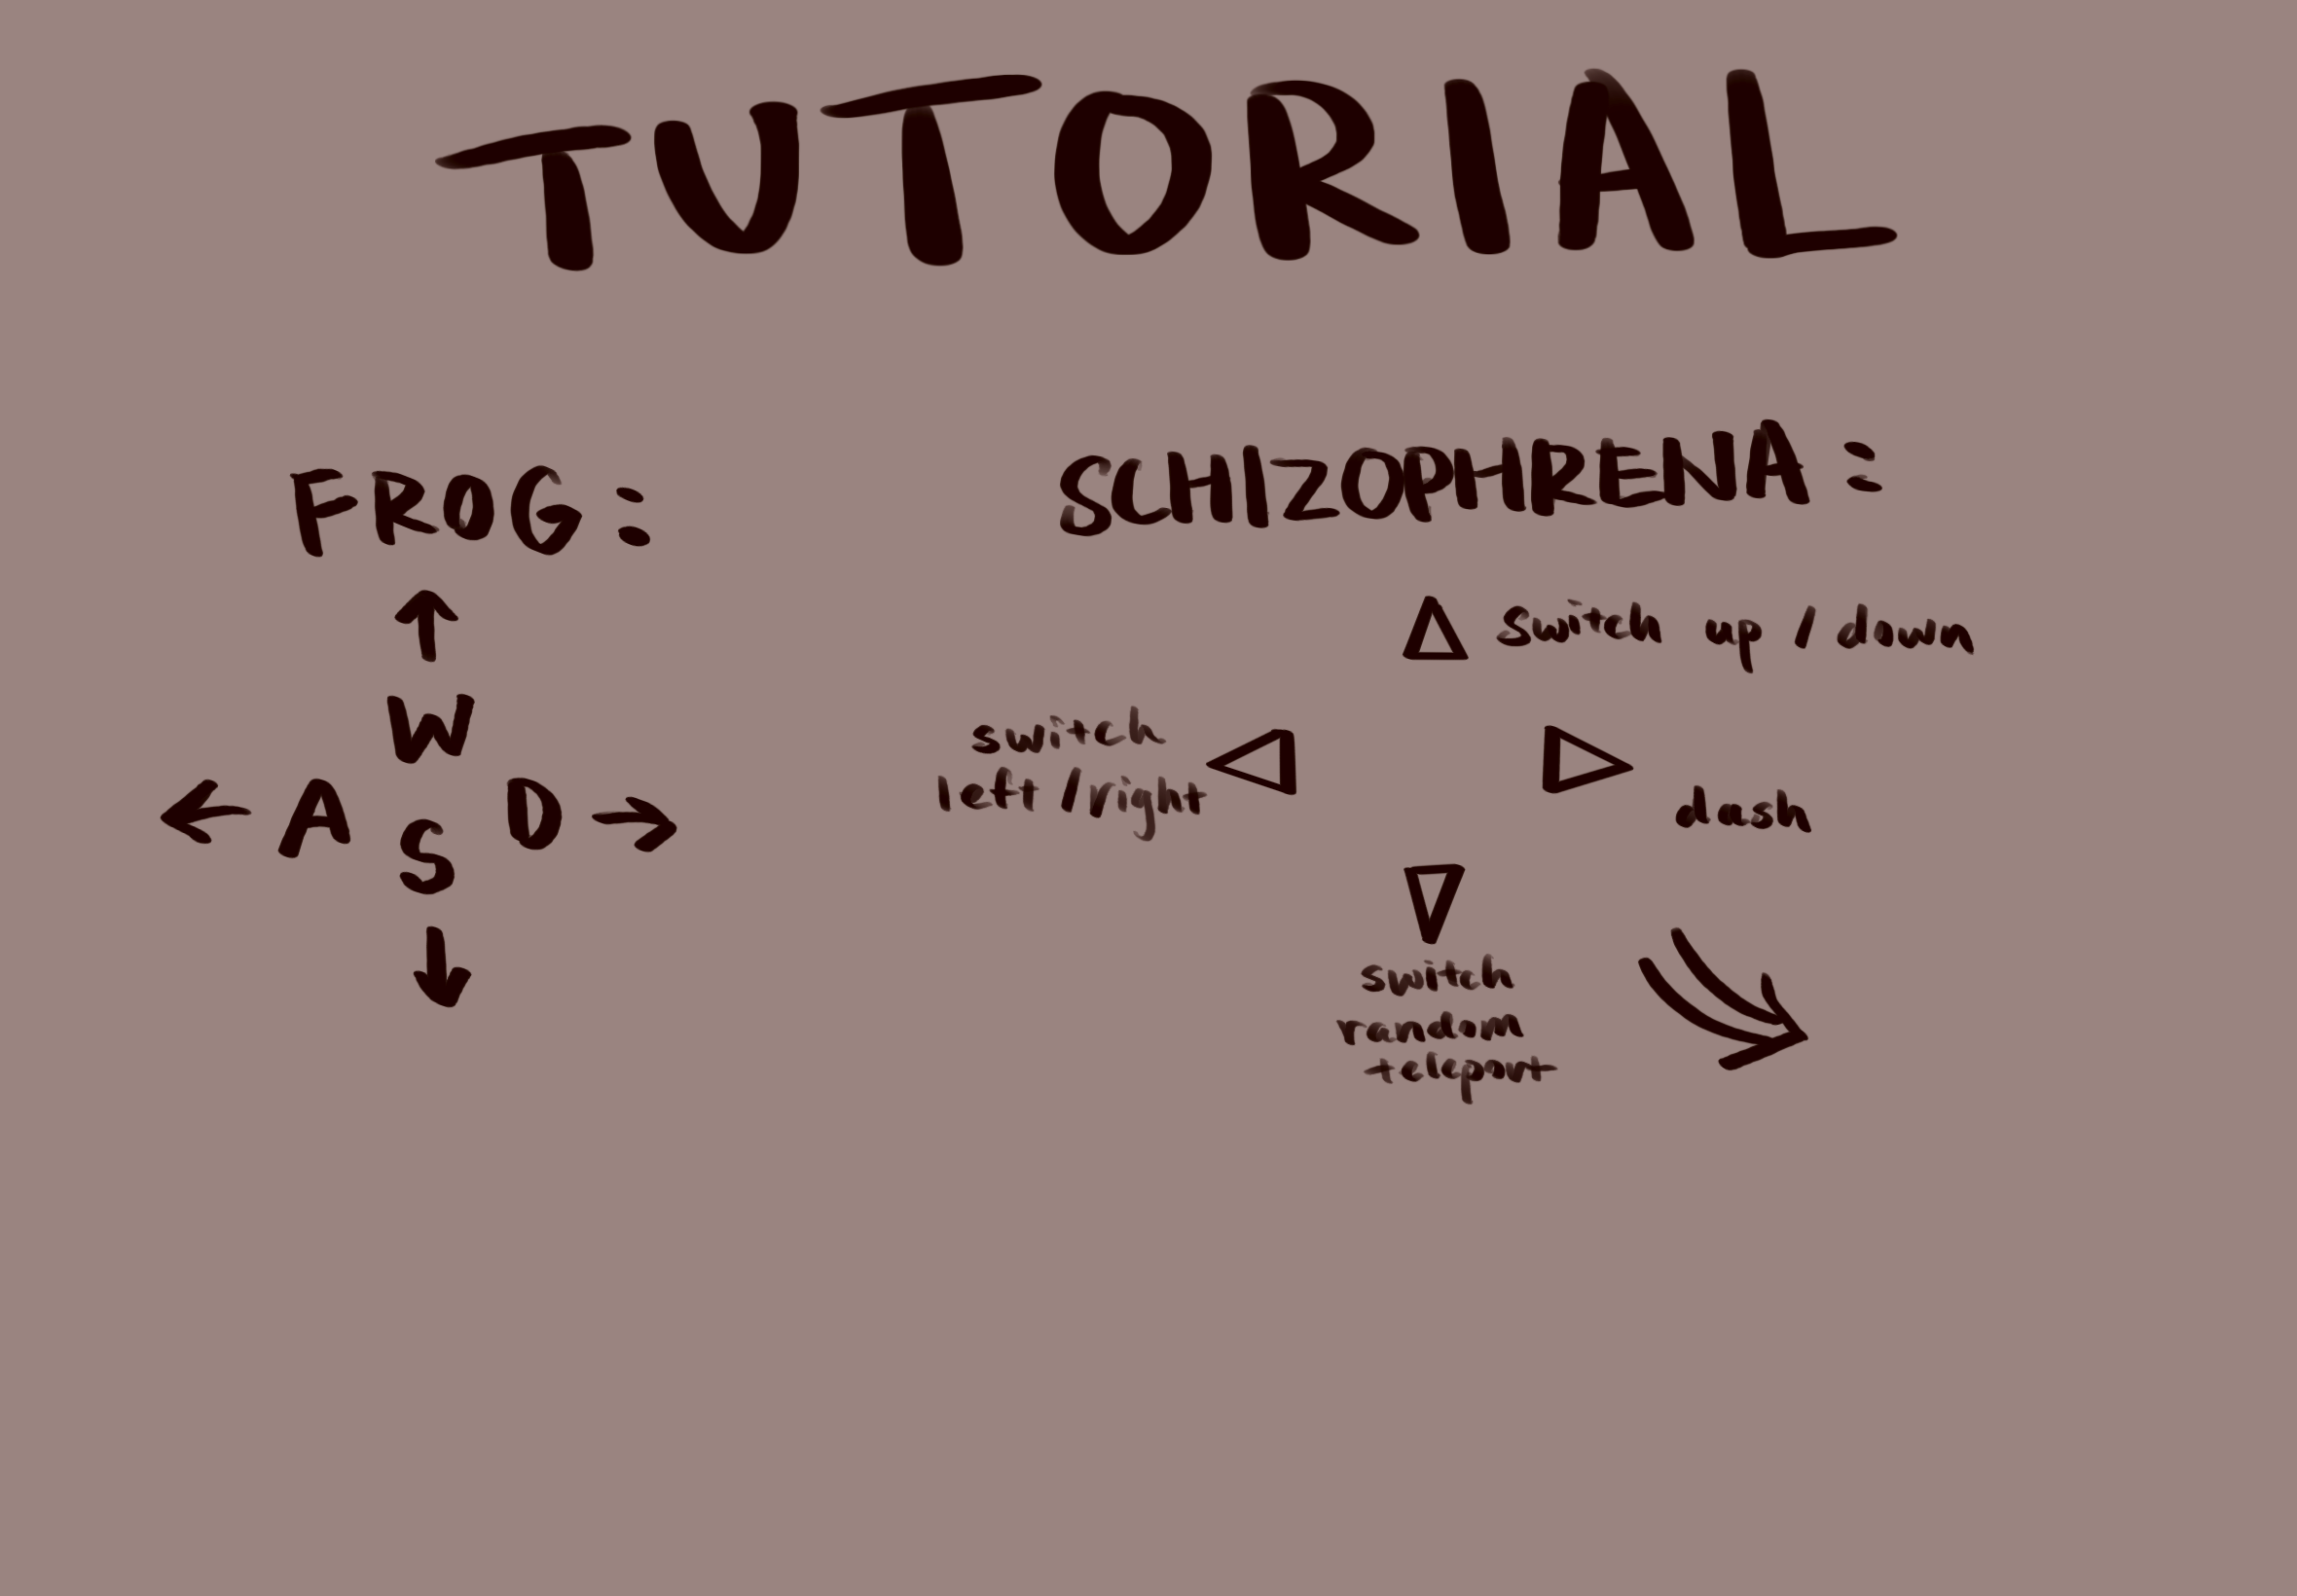 TUTORIAL
FROG:
W
A D
S
SCHIZOPHRENA:
switch up / down
switch
left / right
dash
switch
random
teleport